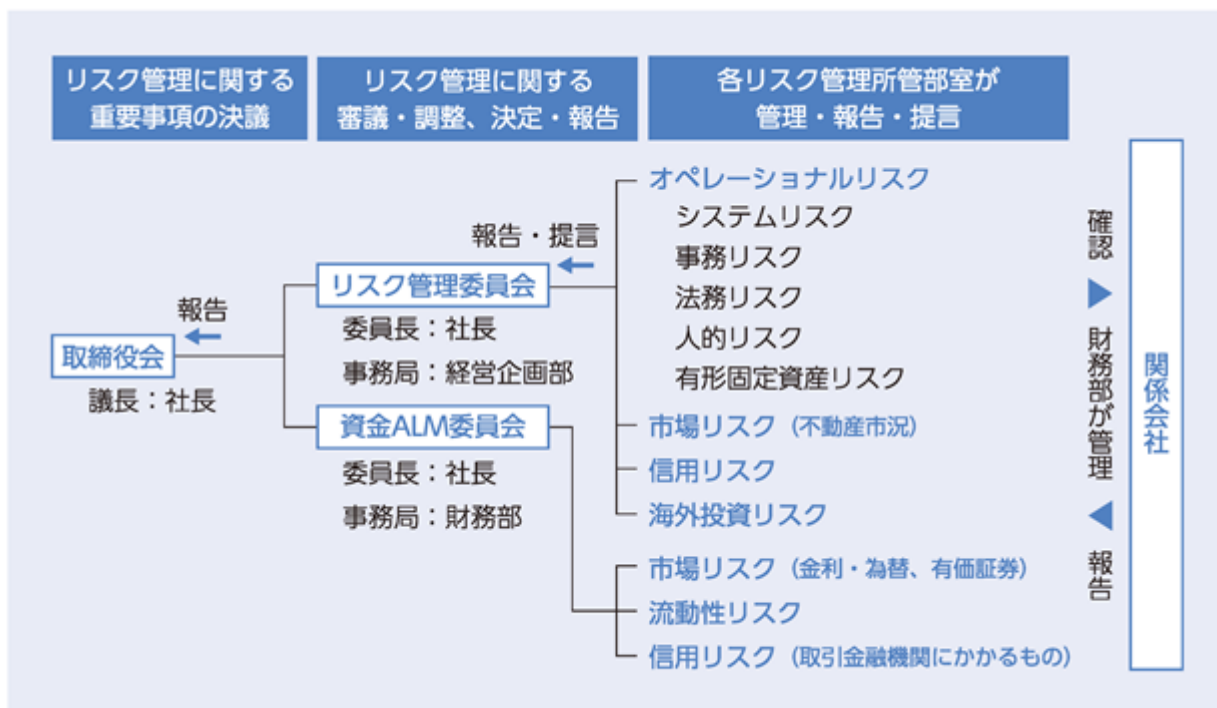 リスク管理に関する
重要事項の決議
リスク管理に関する
審議・調整、決定・報告
各リスク管理所管部室が
管理・報告・提言
報告
取締役会
議長：社長
報告・提言
リスク管理委員会
委員長：社長
事務局：経営企画部
資金ALM委員会
委員長：社長
事務局：財務部
オペレーショナルリスク
システムリスク
事務リスク
法務リスク
人的リスク
有形固定資産リスク
市場リスク（不動産市況）
信用リスク
海外投資リスク
市場リスク（金利・為替、有価証券）
流動性リスク
信用リスク（取引金融機関にかかるもの）
確認
財務部が管理
報告
関係会社